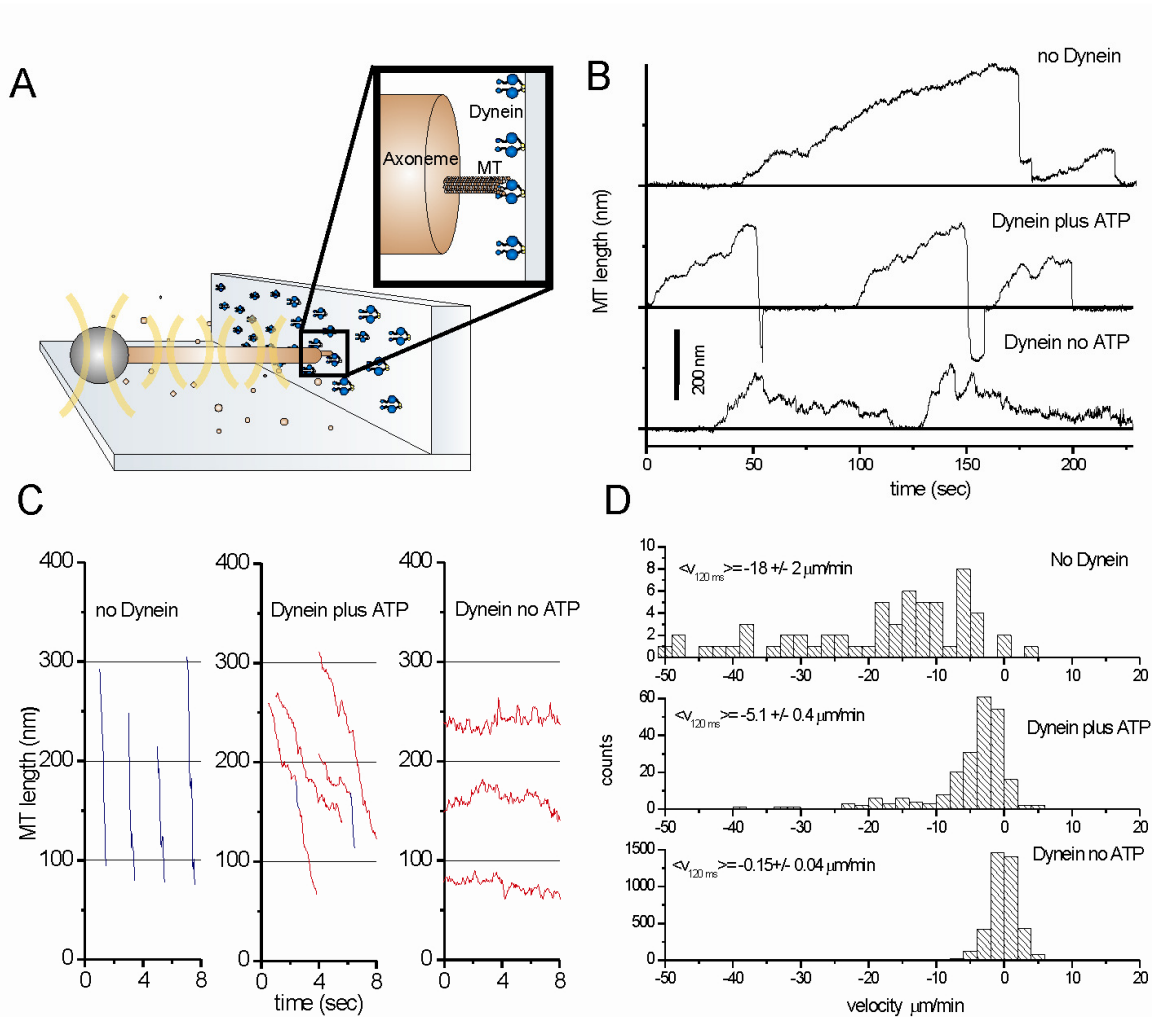 A
Dynein
Axoneme
MT
B
no Dynein
Dynein plus ATP
Dynein no ATP
MT length (nm)
200 nm
0
50
100
150
200
time (sec)
C
400
300
200
100
0
no Dynein
0
4
8
400
300
200
100
0
Dynein plus ATP
0
4
8
400
300
200
100
0
Dynein no ATP
0
4
8
MT length (nm)
time (sec)
D
10
8
6
4
2
0
<v120 ms>=-18 +/- 2 μm/min
No Dynein
-50 -40 -30 -20 -10 0 10 20
60
40
20
0
<v120 ms>=-5.1 +/- 0.4 μm/min
Dynein plus ATP
-50 -40 -30 -20 -10 0 10 20
1500
1000
500
0
<v120 ms>=-0.15+/- 0.04 μm/min
Dynein no ATP
-50 -40 -30 -20 -10 0 10 20
counts
velocity μm/min